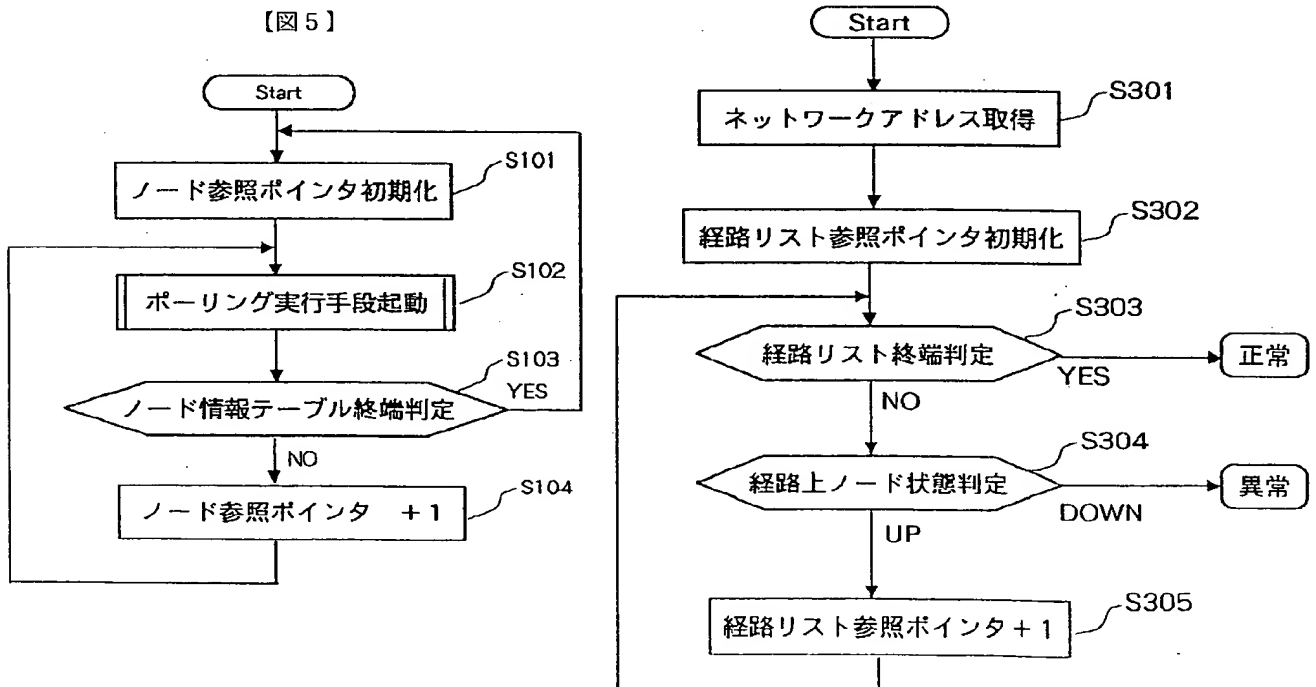 【図5】
Start
S101
ノード参照ポインタ初期化
S102
ポーリング実行手段起動
S103
ノード情報テーブル終端判定
YES
NO
S104
ノード参照ポインタ +1
Start
S301
ネットワークアドレス取得
S302
経路リスト参照ポインタ初期化
S303
経路リスト終端判定
YES
正常
NO
S304
経路上ノード状態判定
DOWN
異常
UP
S305
経路リスト参照ポインタ+1